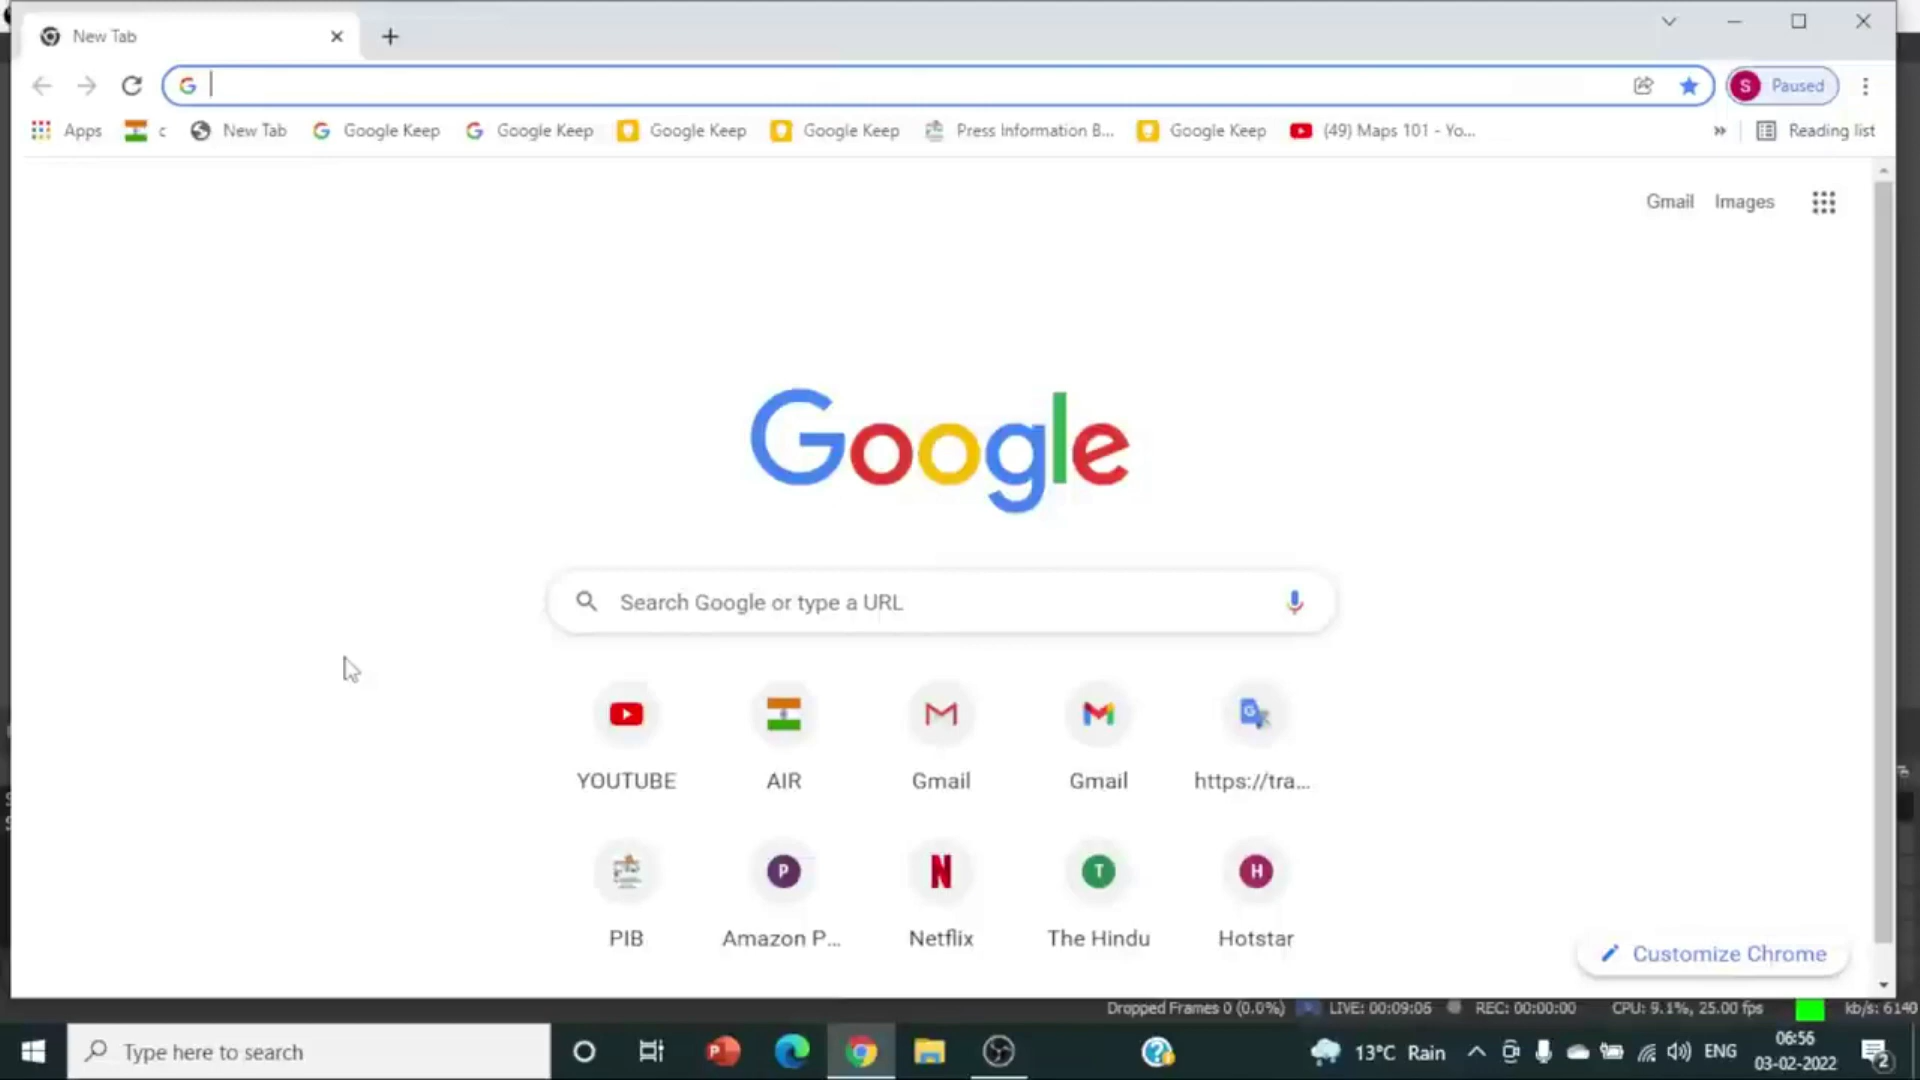 New Tab
S Paused
Apps c New Tab Google Keep Google Keep Google Keep Google Keep Press Information B... Google Keep (49) Maps 101 - Yo... » Reading list
Gmail Images
Google
Search Google or type a URL
YOUTUBE AIR Gmail Gmail https://tra...
P N T H
PIB Amazon P... Netflix The Hindu Hotstar
Customize Chrome
Dropped Frames 0 (0.0%) LIVE: 00:09:05 REC: 00:00:00 CPU: 9.1%, 25.00 fps kb/s: 6140
Type here to search
13°C Rain ENG
06:56
03-02-2022
2